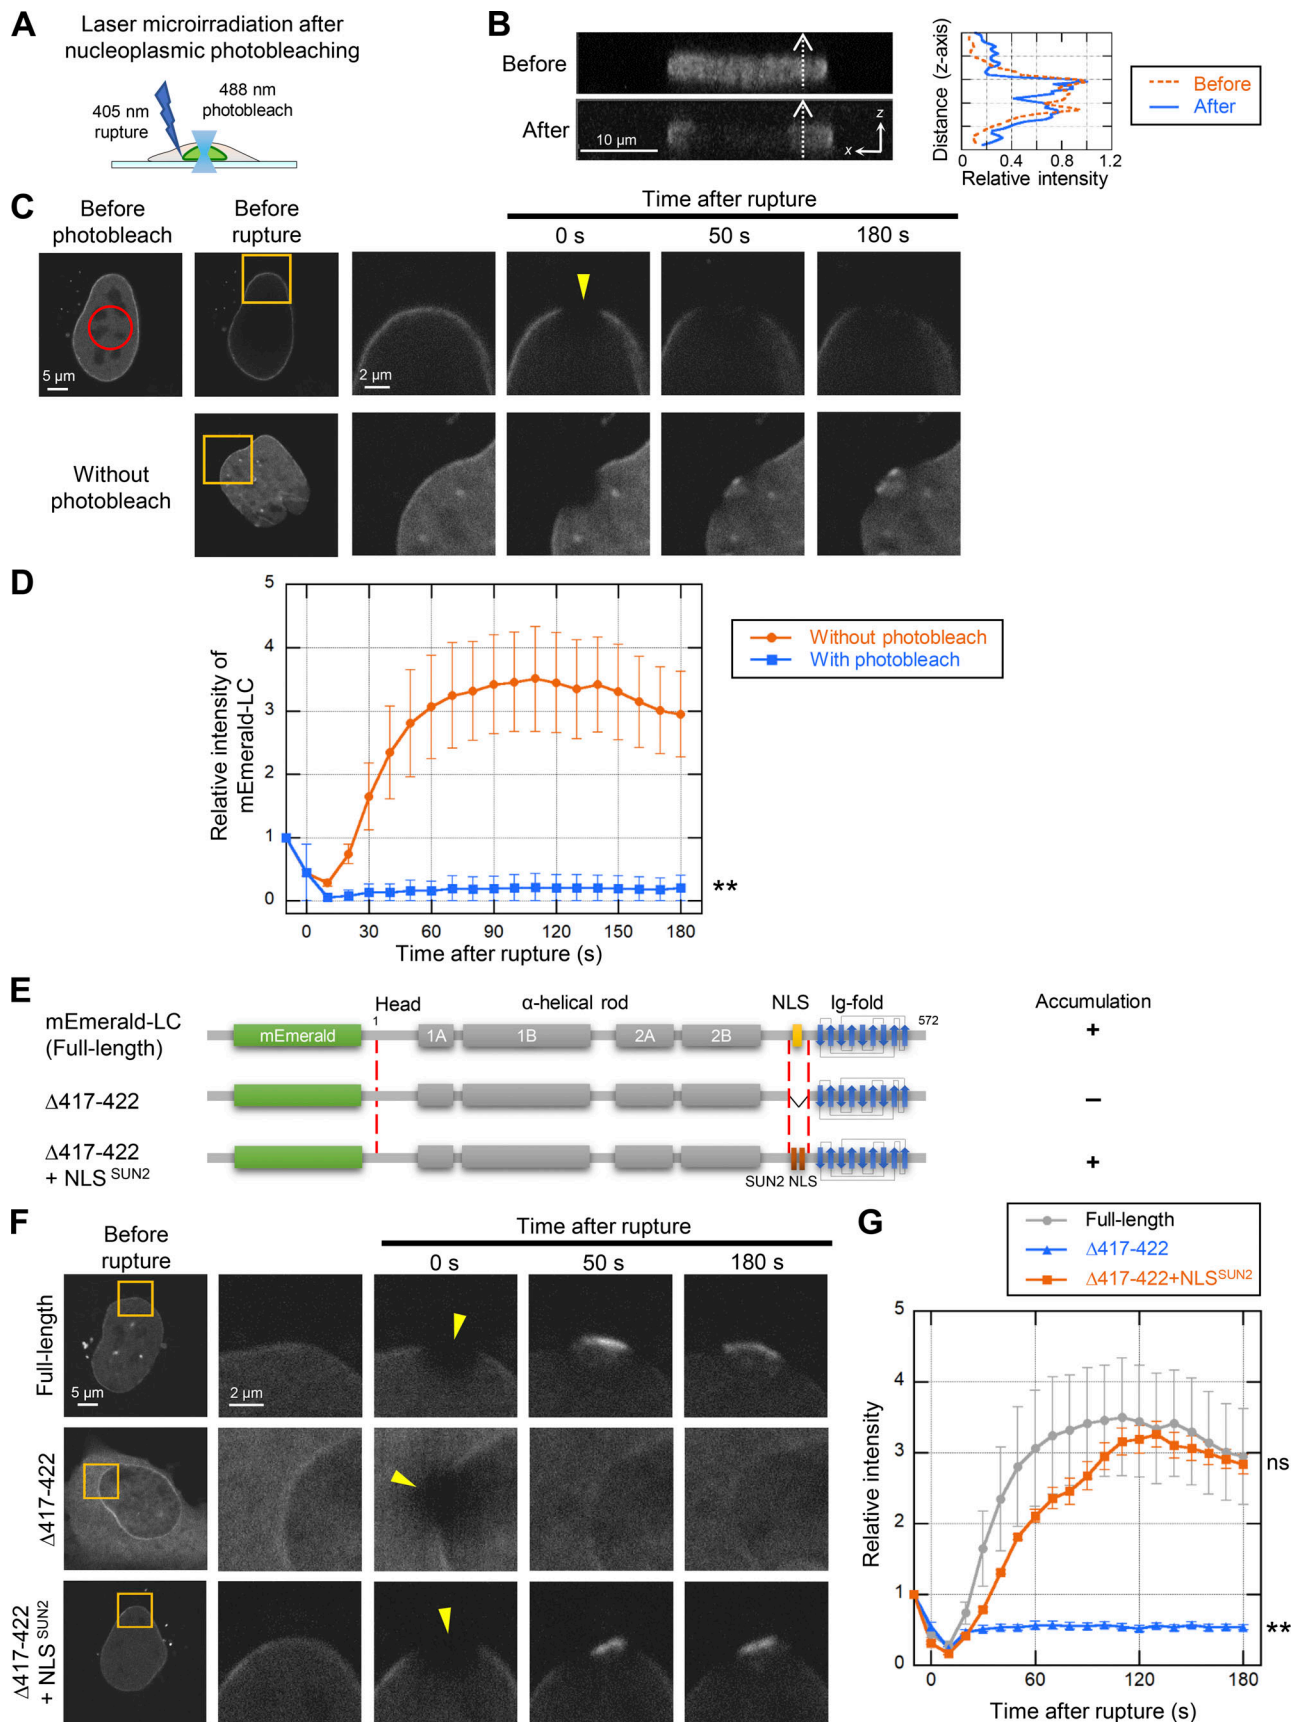 A
Laser microirradiation after
nucleoplasmic photobleaching
405 nm
rupture
488 nm
photobleach
B
Before
After
10 µm
z
x
Distance (z-axis)
0
0.4
0.8
1.2
Relative intensity
Before
After
C
Before
photobleach
Before
rupture
Time after rupture
0 s
50 s
180 s
5 µm
2 µm
Without
photobleach
D
Relative intensity of
mEmerald-LC
5
4
3
2
1
0
0
30
60
90
120
150
180
Time after rupture (s)
Without photobleach
With photobleach
**
E
mEmerald-LC
(Full-length)
mEmerald
1
Head
α-helical rod
1A
1B
2A
2B
NLS
Ig-fold
572
Accumulation
+
Δ417-422
–
Δ417-422
+ NLS SUN2
SUN2 NLS
+
F
Before
rupture
Time after rupture
0 s
50 s
180 s
Full-length
5 µm
2 µm
Δ417-422
Δ417-422
+ NLS SUN2
G
Full-length
Δ417-422
Δ417-422+NLSSUN2
Relative intensity
5
4
3
2
1
0
0
60
120
180
Time after rupture (s)
ns
**